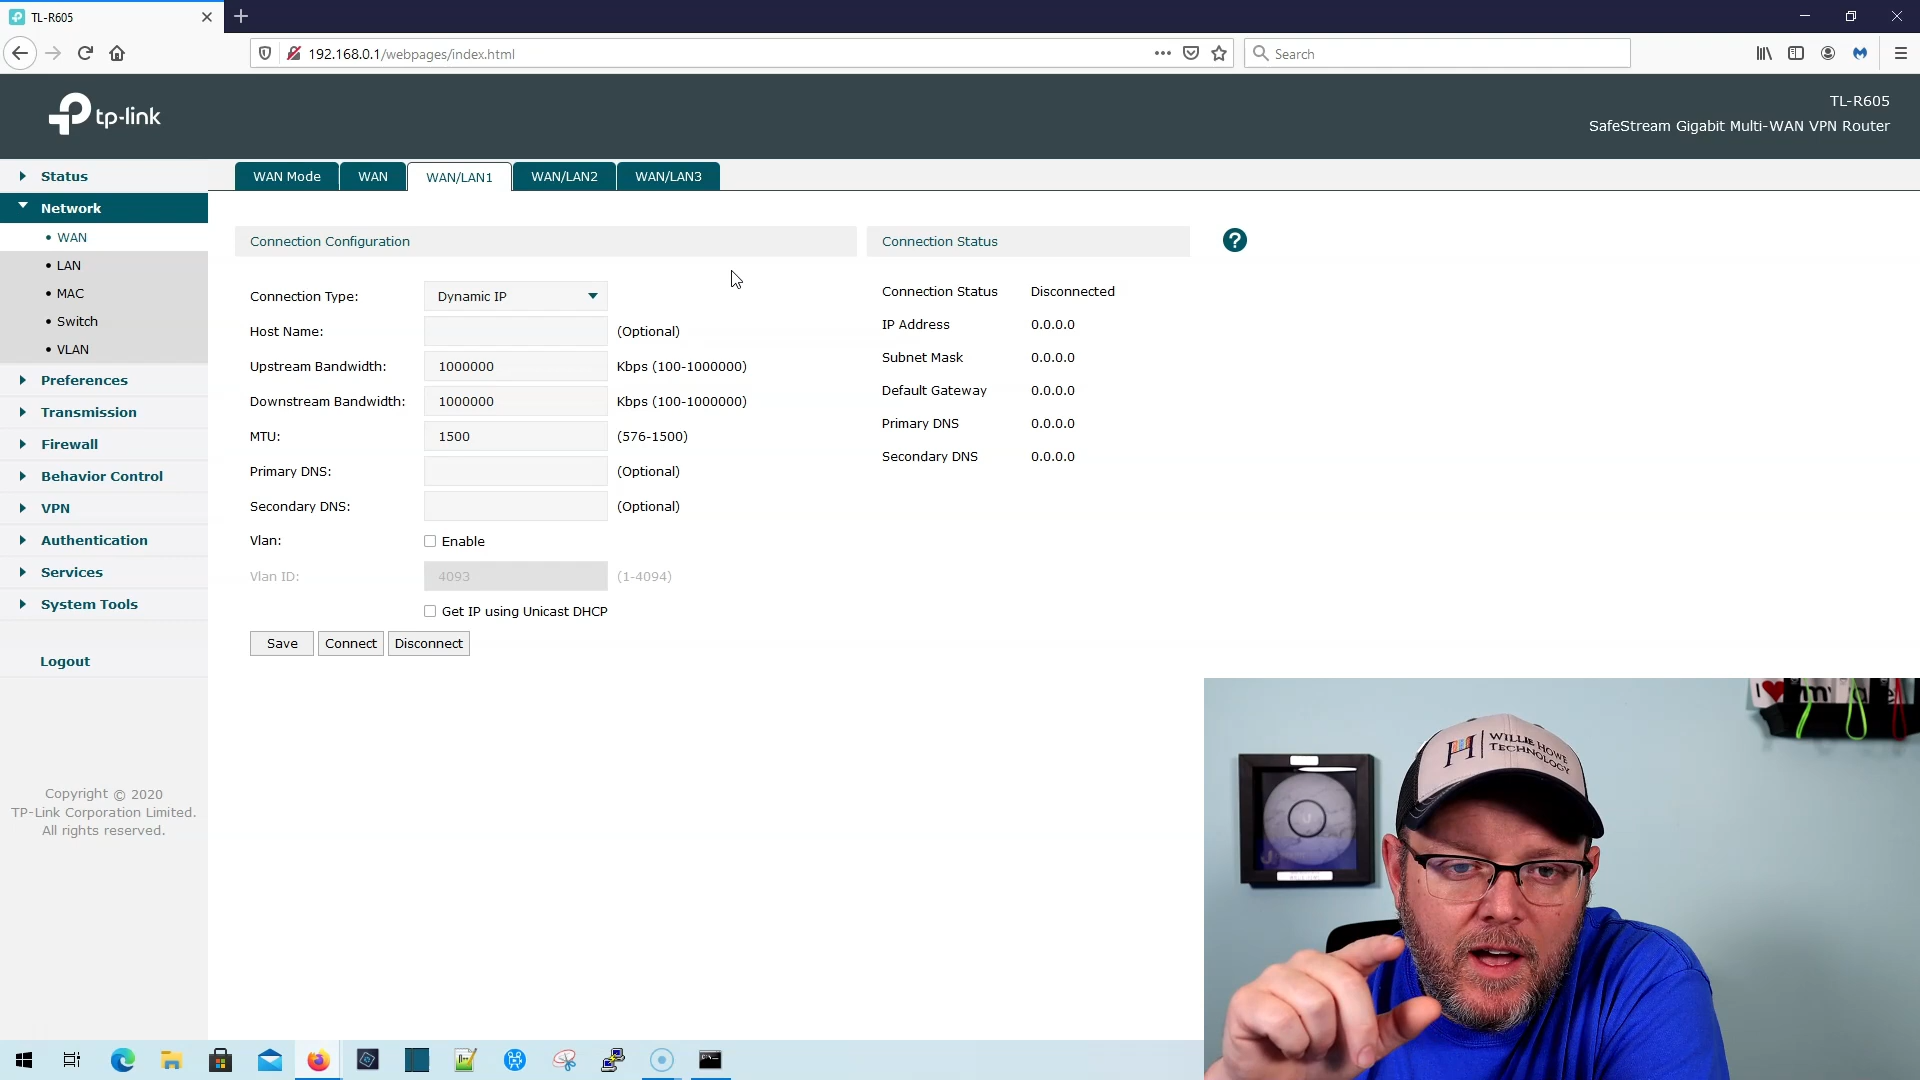 TL-R605
192.168.0.1/webpages/index.html
Search
tp-link
TL-R605
SafeStream Gigabit Multi-WAN VPN Router
Status
Network
WAN
LAN
MAC
Switch
VLAN
Preferences
Transmission
Firewall
Behavior Control
VPN
Authentication
Services
System Tools
Logout
Copyright © 2020
TP-Link Corporation Limited.
All rights reserved.
WAN Mode
WAN
WAN/LAN1
WAN/LAN2
WAN/LAN3
Connection Configuration
Connection Type: Dynamic IP
Host Name: (Optional)
Upstream Bandwidth: 1000000 Kbps (100-1000000)
Downstream Bandwidth: 1000000 Kbps (100-1000000)
MTU: 1500 (576-1500)
Primary DNS: (Optional)
Secondary DNS: (Optional)
Vlan: Enable
Vlan ID: 4093 (1-4094)
Get IP using Unicast DHCP
Save Connect Disconnect
Connection Status
?
Connection Status Disconnected
IP Address 0.0.0.0
Subnet Mask 0.0.0.0
Default Gateway 0.0.0.0
Primary DNS 0.0.0.0
Secondary DNS 0.0.0.0
H WILLIE HOWE
TECHNOLOGY